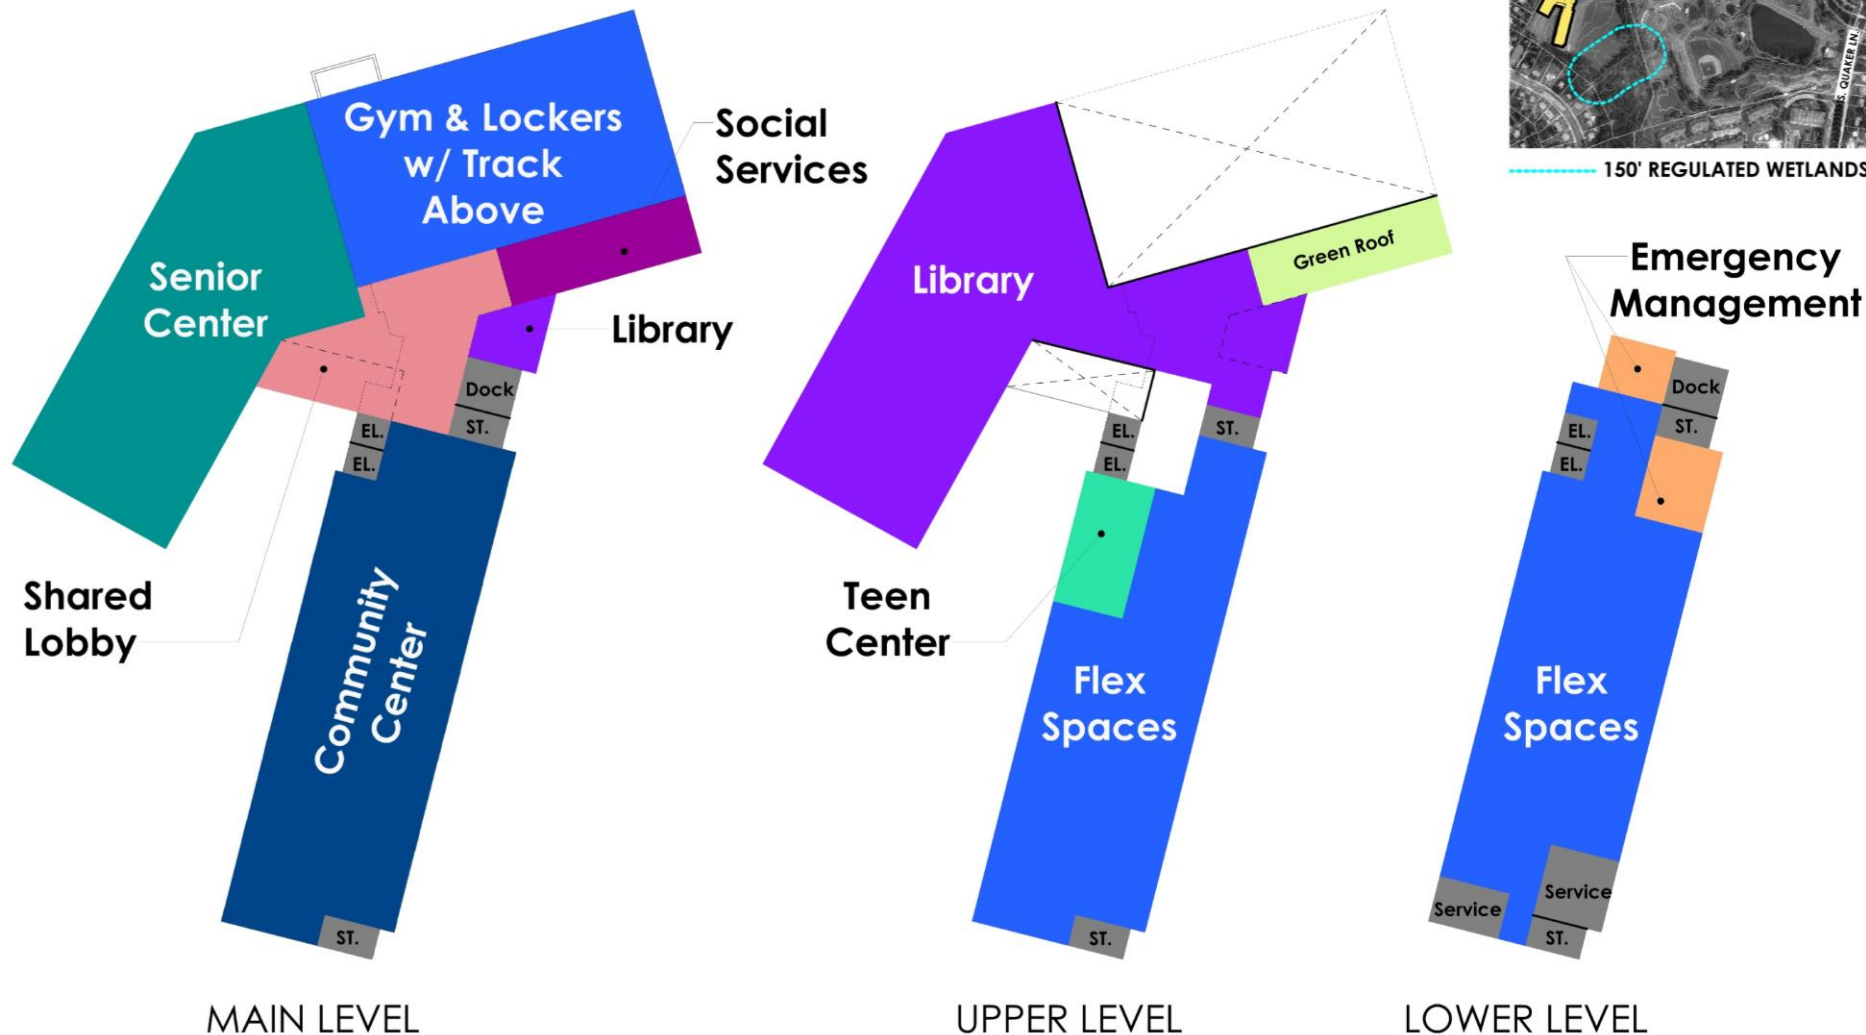 Gym & Lockers
w/ Track
Above
Social
Services
Senior
Center
Library
Dock
ST.
EL.
EL.
Shared
Lobby
Community
Center
ST.
MAIN LEVEL
Library
Green Roof
EL.
EL.
ST.
Teen
Center
Flex
Spaces
ST.
UPPER LEVEL
S. QUAKER LN.
150' REGULATED WETLANDS
Emergency
Management
Dock
ST.
EL.
EL.
Flex
Spaces
Service
Service
ST.
LOWER LEVEL